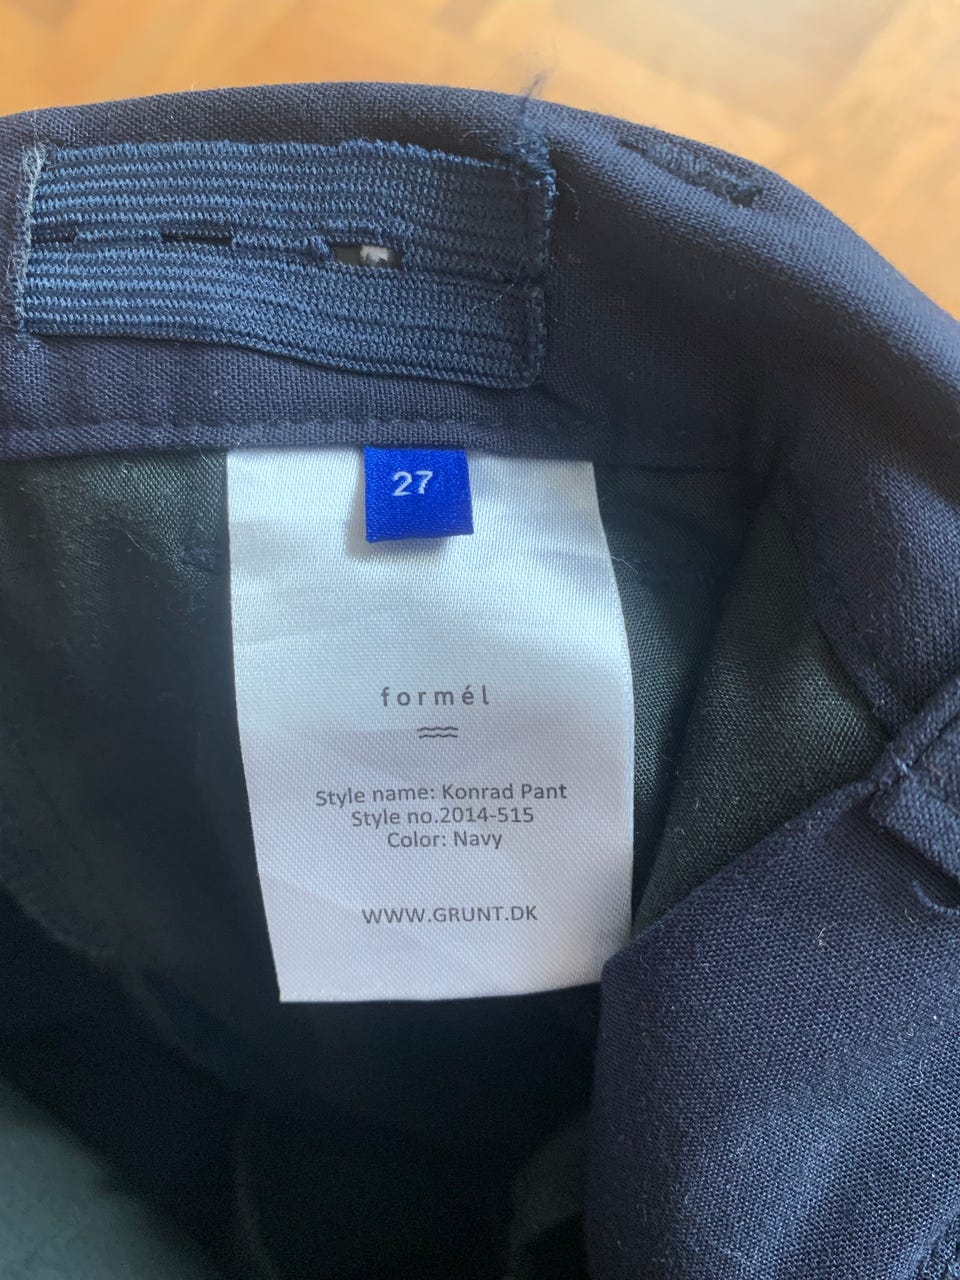 27
formél
Style name: Konrad Pant
Style no.2014-515
Color: Navy
WWW.GRUNT.DK